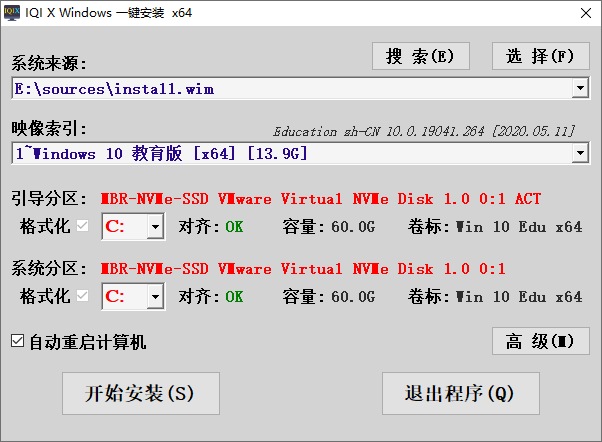 IQI X Windows 一键安装 x64
搜 索(E) 选 择(F)
系统来源:
E:\sources\install.wim
映像索引: Education zh-CN 10.0.19041.264 [2020.05.11]
1~Windows 10 教育版 [x64] [13.9G]
引导分区: MBR-NVMe-SSD VMware Virtual NVMe Disk 1.0 0:1 ACT
格式化 C: 对齐: OK 容量: 60.0G 卷标: Win 10 Edu x64
系统分区: MBR-NVMe-SSD VMware Virtual NVMe Disk 1.0 0:1
格式化 C: 对齐: OK 容量: 60.0G 卷标: Win 10 Edu x64
自动重启计算机 高 级(M)
开始安装(S) 退出程序(Q)